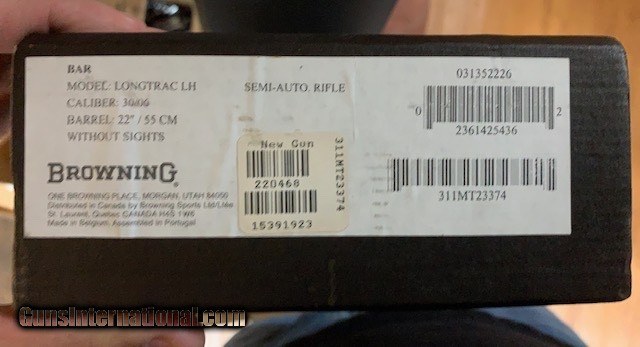 BAR
MODEL: LONGTRAC LH
SEMI-AUTO. RIFLE
CALIBER: 30/06
BARREL: 22" / 55 CM
WITHOUT SIGHTS
BROWNING
ONE BROWNING PLACE, MORGAN, UTAH 84050
Distributed in Canada by Browning Sports Ltd/Ltée
St. Laurent, Quebec CANADA H4S 1W6
Made in Belgium, Assembled in Portugal
New Gun
220468
15391923
311MT23374
031352226
0 2
2361425436
311MT23374
GunsInternational.com